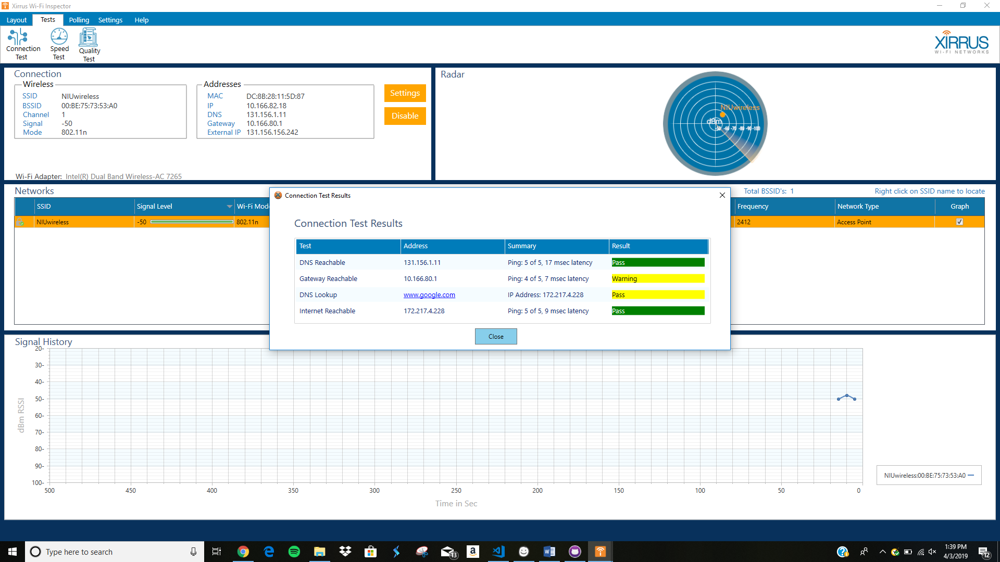 Xirrus Wi-Fi Inspector
Layout Tests Polling Settings Help
Connection Test
Speed Test
Quality Test
XIRRUS
WI-FI NETWORKS
Connection
Wireless
SSID NIUwireless
BSSID 00:BE:75:73:53:A0
Channel 1
Signal -50
Mode 802.11n
Addresses
MAC DC:8B:28:11:5D:87
IP 10.166.82.18
DNS 131.156.1.11
Gateway 10.166.80.1
External IP 131.156.156.242
Settings
Disable
Wi-Fi Adapter: Intel(R) Dual Band Wireless-AC 7265
Radar
NIUwireless
dBm
-50 -60 -70 -80 -90 -100
Networks
Total BSSID's: 1
Right click on SSID name to locate
SSID Signal Level Wi-Fi Mod Frequency Network Type Graph
NIUwireless -50 802.11n 2412 Access Point
Connection Test Results
Connection Test Results
Test Address Summary Result
DNS Reachable 131.156.1.11 Ping: 5 of 5, 17 msec latency Pass
Gateway Reachable 10.166.80.1 Ping: 4 of 5, 7 msec latency Warning
DNS Lookup www.google.com IP Address: 172.217.4.228 Pass
Internet Reachable 172.217.4.228 Ping: 5 of 5, 9 msec latency Pass
Close
Signal History
20-
30-
40-
50-
60-
70-
80-
90-
100-
dBm RSSI
500 450 400 350 300 250 200 150 100 50 0
Time in Sec
NIUwireless:00:BE:75:73:53:A0
Type here to search
13
1:39 PM
4/3/2019
12